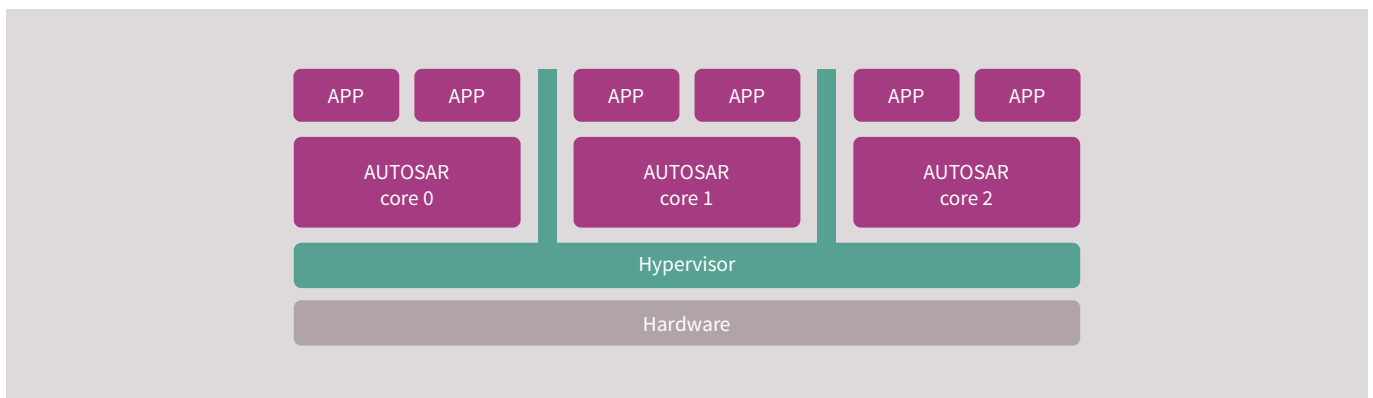 APP
APP
APP
APP
APP
APP
AUTOSAR
core 0
AUTOSAR
core 1
AUTOSAR
core 2
Hypervisor
Hardware